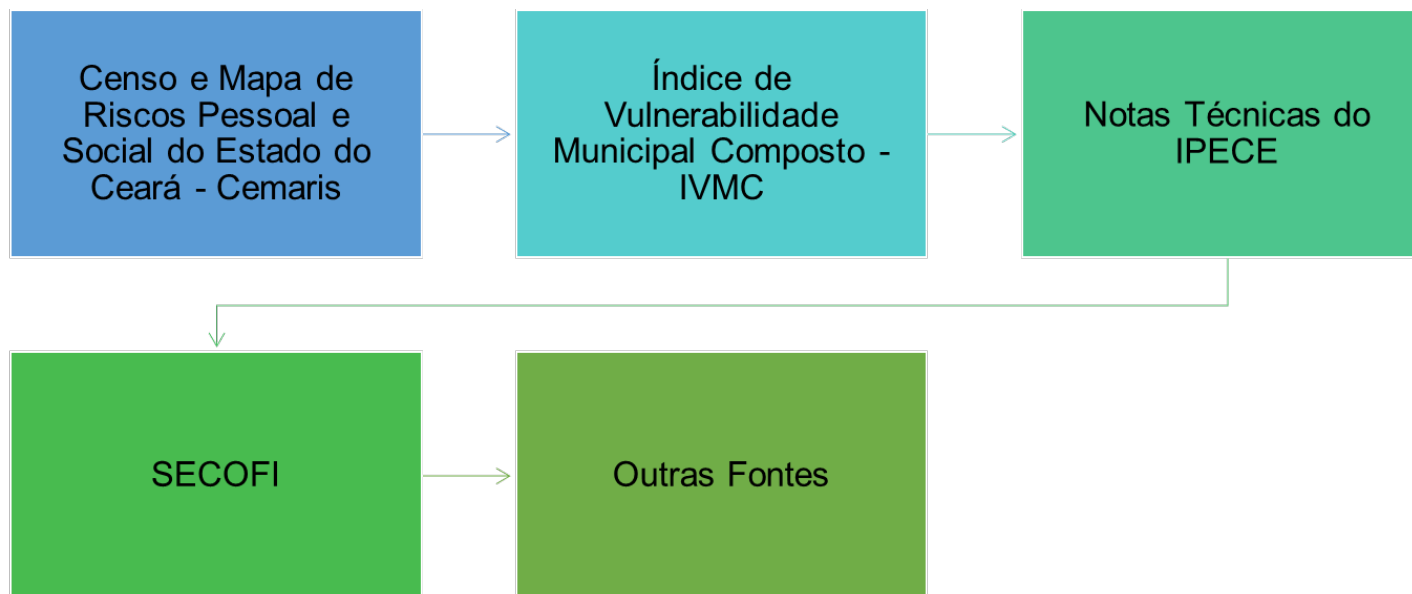 Censo e Mapa de
Riscos Pessoal e
Social do Estado do
Ceará - Cemaris
Índice de
Vulnerabilidade
Municipal Composto -
IVMC
Notas Técnicas do
IPECE
SECOFI
Outras Fontes